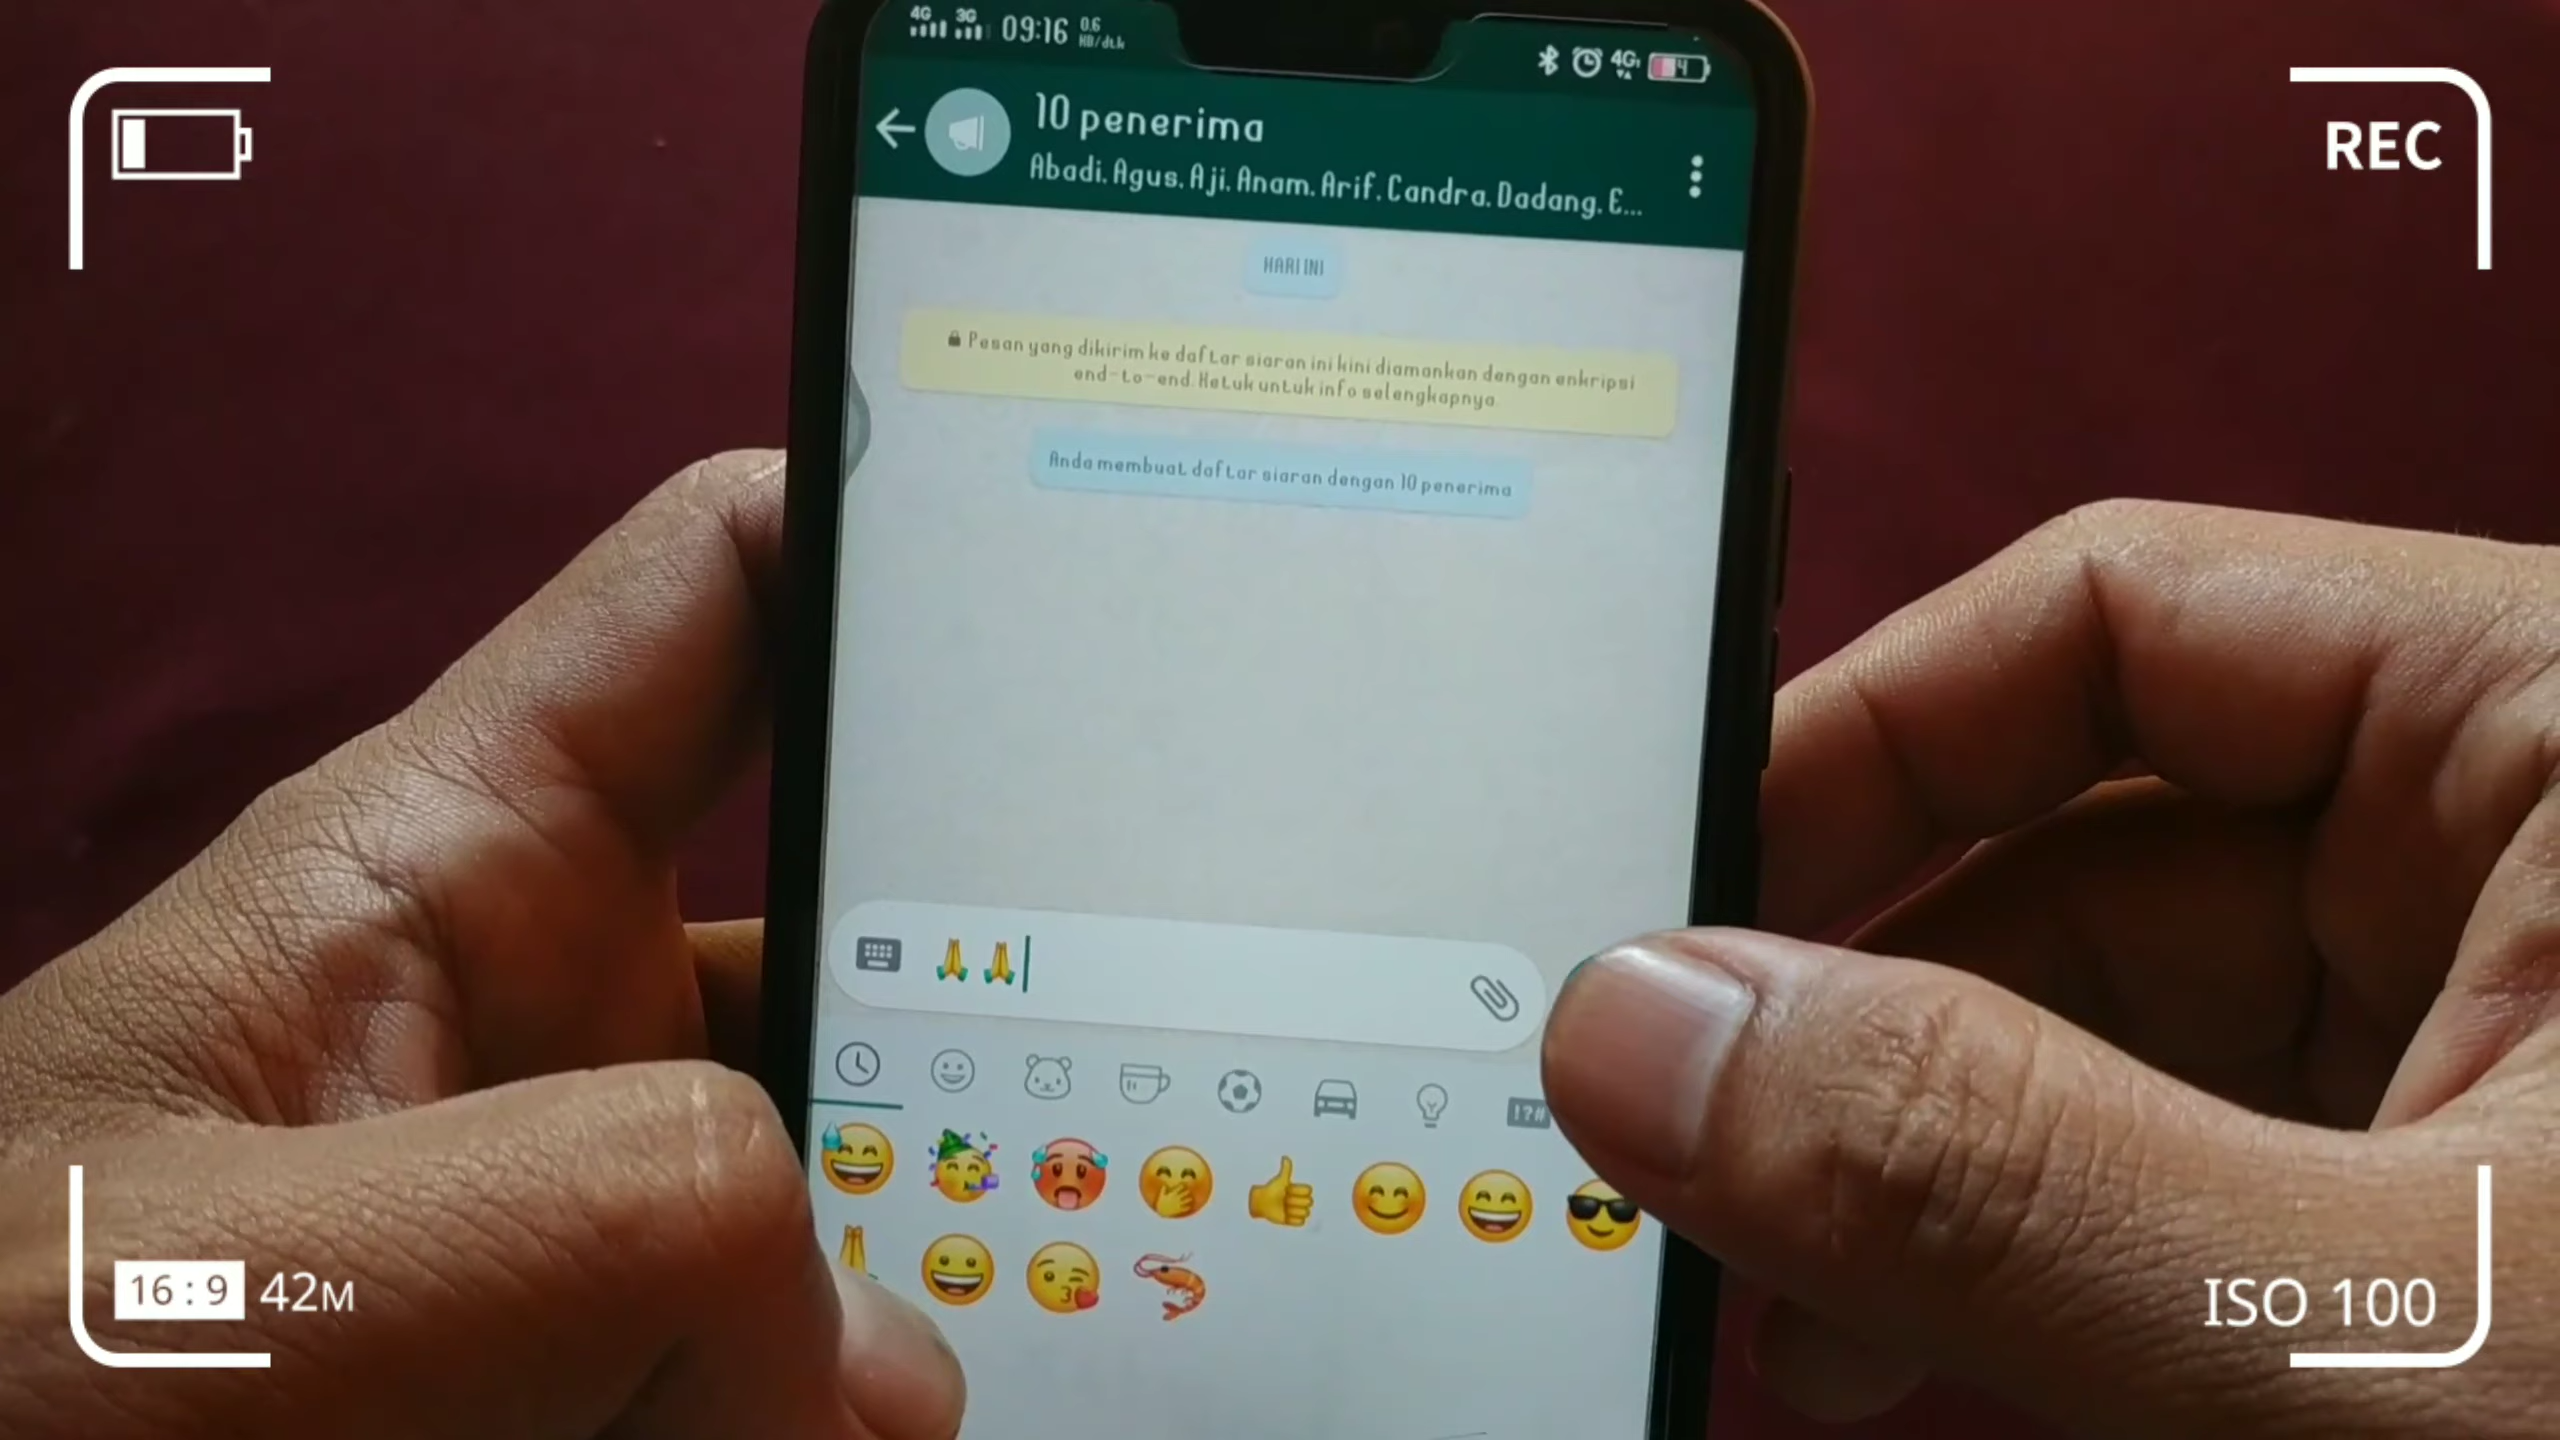 4G 3G 09:16 0.6
KB/dtk
4G
REC
10 penerima
Abadi, Agus, Aji, Anam, Arif, Candra, Dadang, E...
HARI INI
Pesan yang dikirim ke daftar siaran ini kini diamankan dengan enkripsi
end-to-end. Ketuk untuk info selengkapnya.
Anda membuat daftar siaran dengan 10 penerima
!?#
16:9 42M
ISO 100